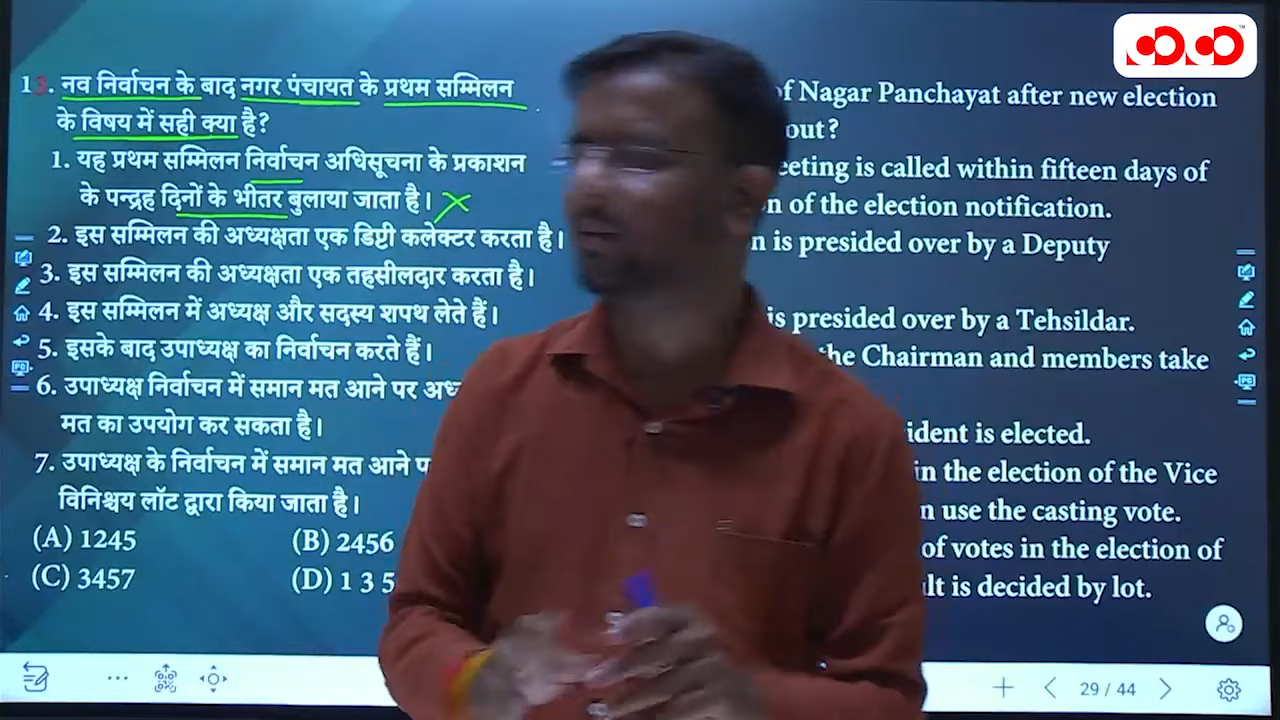 13. नव निर्वाचन के बाद नगर पंचायत के प्रथम सम्मिलन
के विषय में सही क्या है?
1. यह प्रथम सम्मिलन निर्वाचन अधिसूचना के प्रकाशन
के पन्द्रह दिनों के भीतर बुलाया जाता है।
2. इस सम्मिलन की अध्यक्षता एक डिप्टी कलेक्टर करता है।
3. इस सम्मिलन की अध्यक्षता एक तहसीलदार करता है।
4. इस सम्मिलन में अध्यक्ष और सदस्य शपथ लेते हैं।
5. इसके बाद उपाध्यक्ष का निर्वाचन करते हैं।
6. उपाध्यक्ष निर्वाचन में समान मत आने पर
मत का उपयोग कर सकता है।
7. उपाध्यक्ष के निर्वाचन में समान मत आने
विनिश्चय लॉट द्वारा किया जाता है।
(A) 1245 (B) 2456
(C) 3457 (D) 1 3 5
of Nagar Panchayat after new election
out?
eeting is called within fifteen days of
n of the election notification.
n is presided over by a Deputy
is presided over by a Tehsildar.
the Chairman and members take
ident is elected.
in the election of the Vice
n use the casting vote.
of votes in the election of
ult is decided by lot.
29 / 44